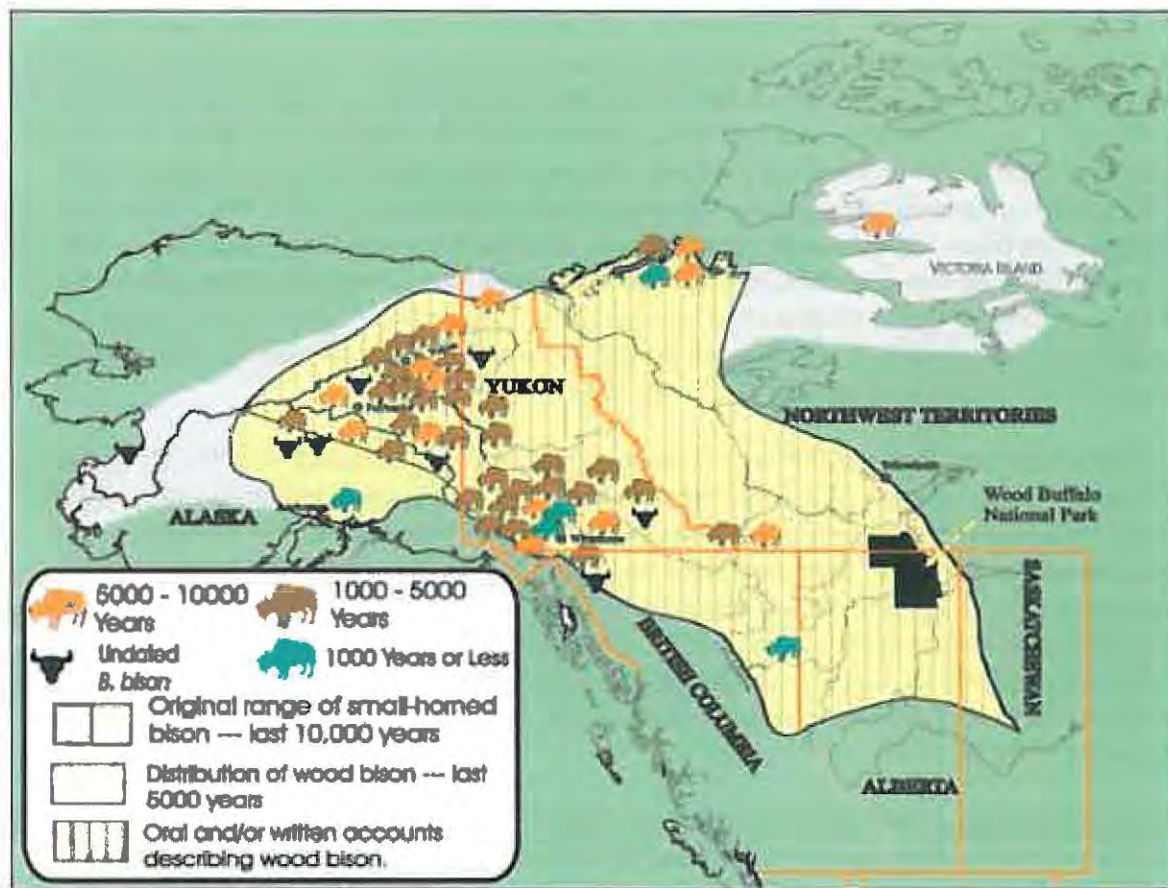 VICTORIA ISLAND
YUKON
NORTHWEST TERRITORIES
Wood Buffalo
National Park
ALASKA
SASKATCHEWAN
BRITISH COLUMBIA
ALBERTA
5000 - 10000
Years
1000 - 5000
Years
Undated
B. bison
1000 Years or Less
Original range of small-horned
bison — last 10,000 years
Distribution of wood bison — last
5000 years
Oral and/or written accounts
describing wood bison.